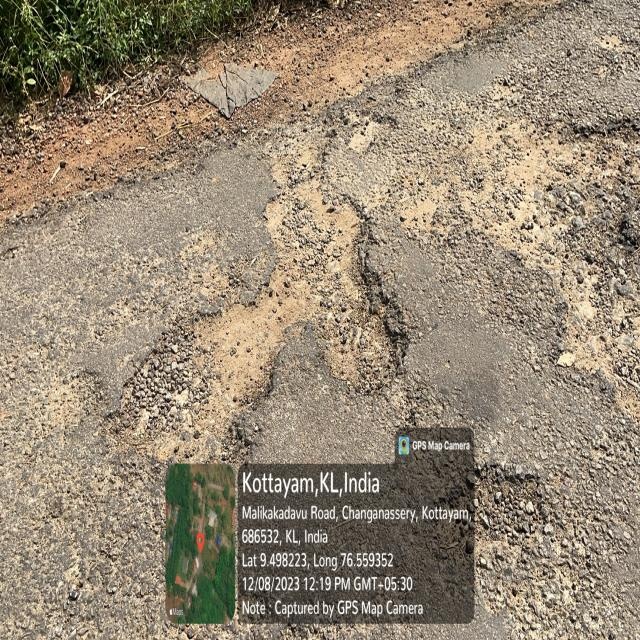 GPS Map Camera
Kottayam,KL,India
Malikakadavu Road, Changanassery, Kottayam,
686532, KL, India
Lat 9.498223, Long 76.559352
12/08/2023 12:19 PM GMT+05:30
Note : Captured by GPS Map Camera